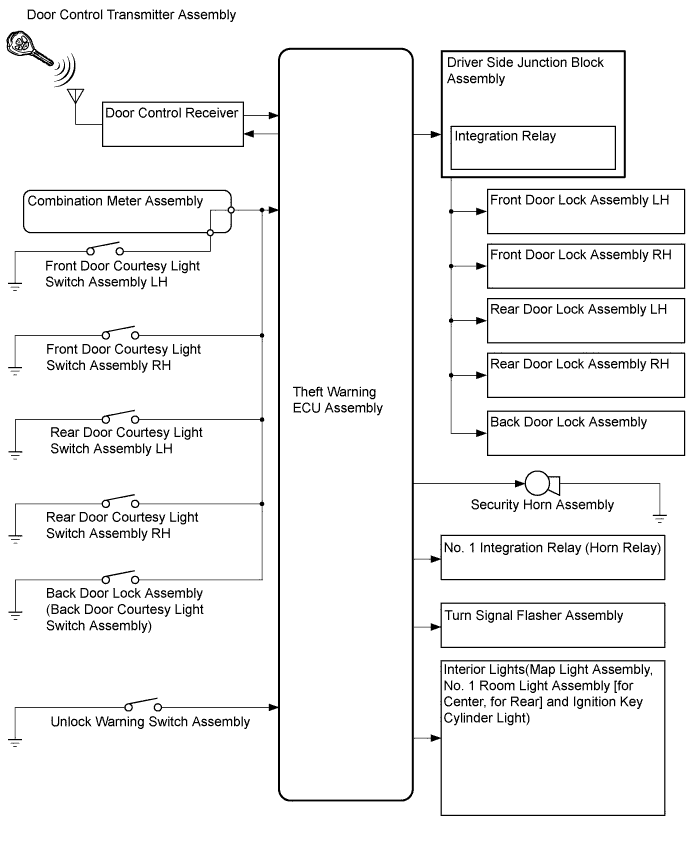 Door Control Transmitter Assembly
Door Control Receiver
Combination Meter Assembly
Front Door Courtesy Light
Switch Assembly LH
Front Door Courtesy Light
Switch Assembly RH
Rear Door Courtesy Light
Switch Assembly LH
Rear Door Courtesy Light
Switch Assembly RH
Back Door Lock Assembly
(Back Door Courtesy Light
Switch Assembly)
Unlock Warning Switch Assembly
Theft Warning
ECU Assembly
Driver Side Junction Block
Assembly
Integration Relay
Front Door Lock Assembly LH
Front Door Lock Assembly RH
Rear Door Lock Assembly LH
Rear Door Lock Assembly RH
Back Door Lock Assembly
Security Horn Assembly
No. 1 Integration Relay (Horn Relay)
Turn Signal Flasher Assembly
Interior Lights(Map Light Assembly,
No. 1 Room Light Assembly [for
Center, for Rear] and Ignition Key
Cylinder Light)